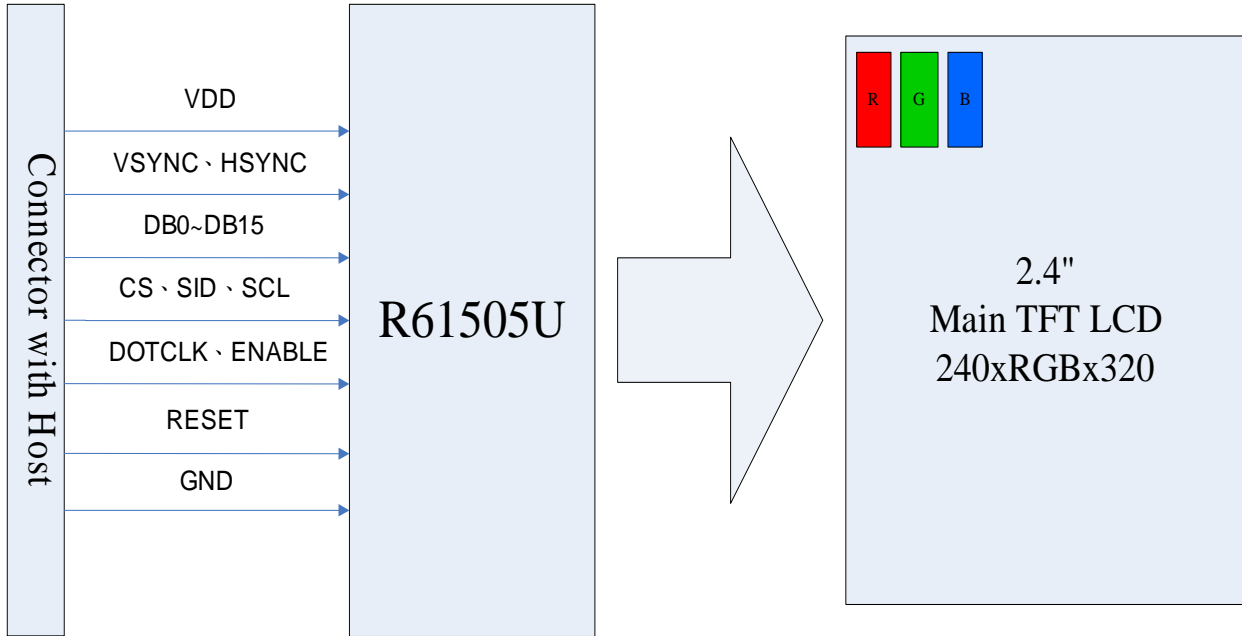 Connector with Host
VDD
VSYNC、HSYNC
DB0~DB15
CS、SID、SCL
DOTCLK、ENABLE
RESET
GND
R61505U
R
G
B
2.4"
Main TFT LCD
240xRGBx320